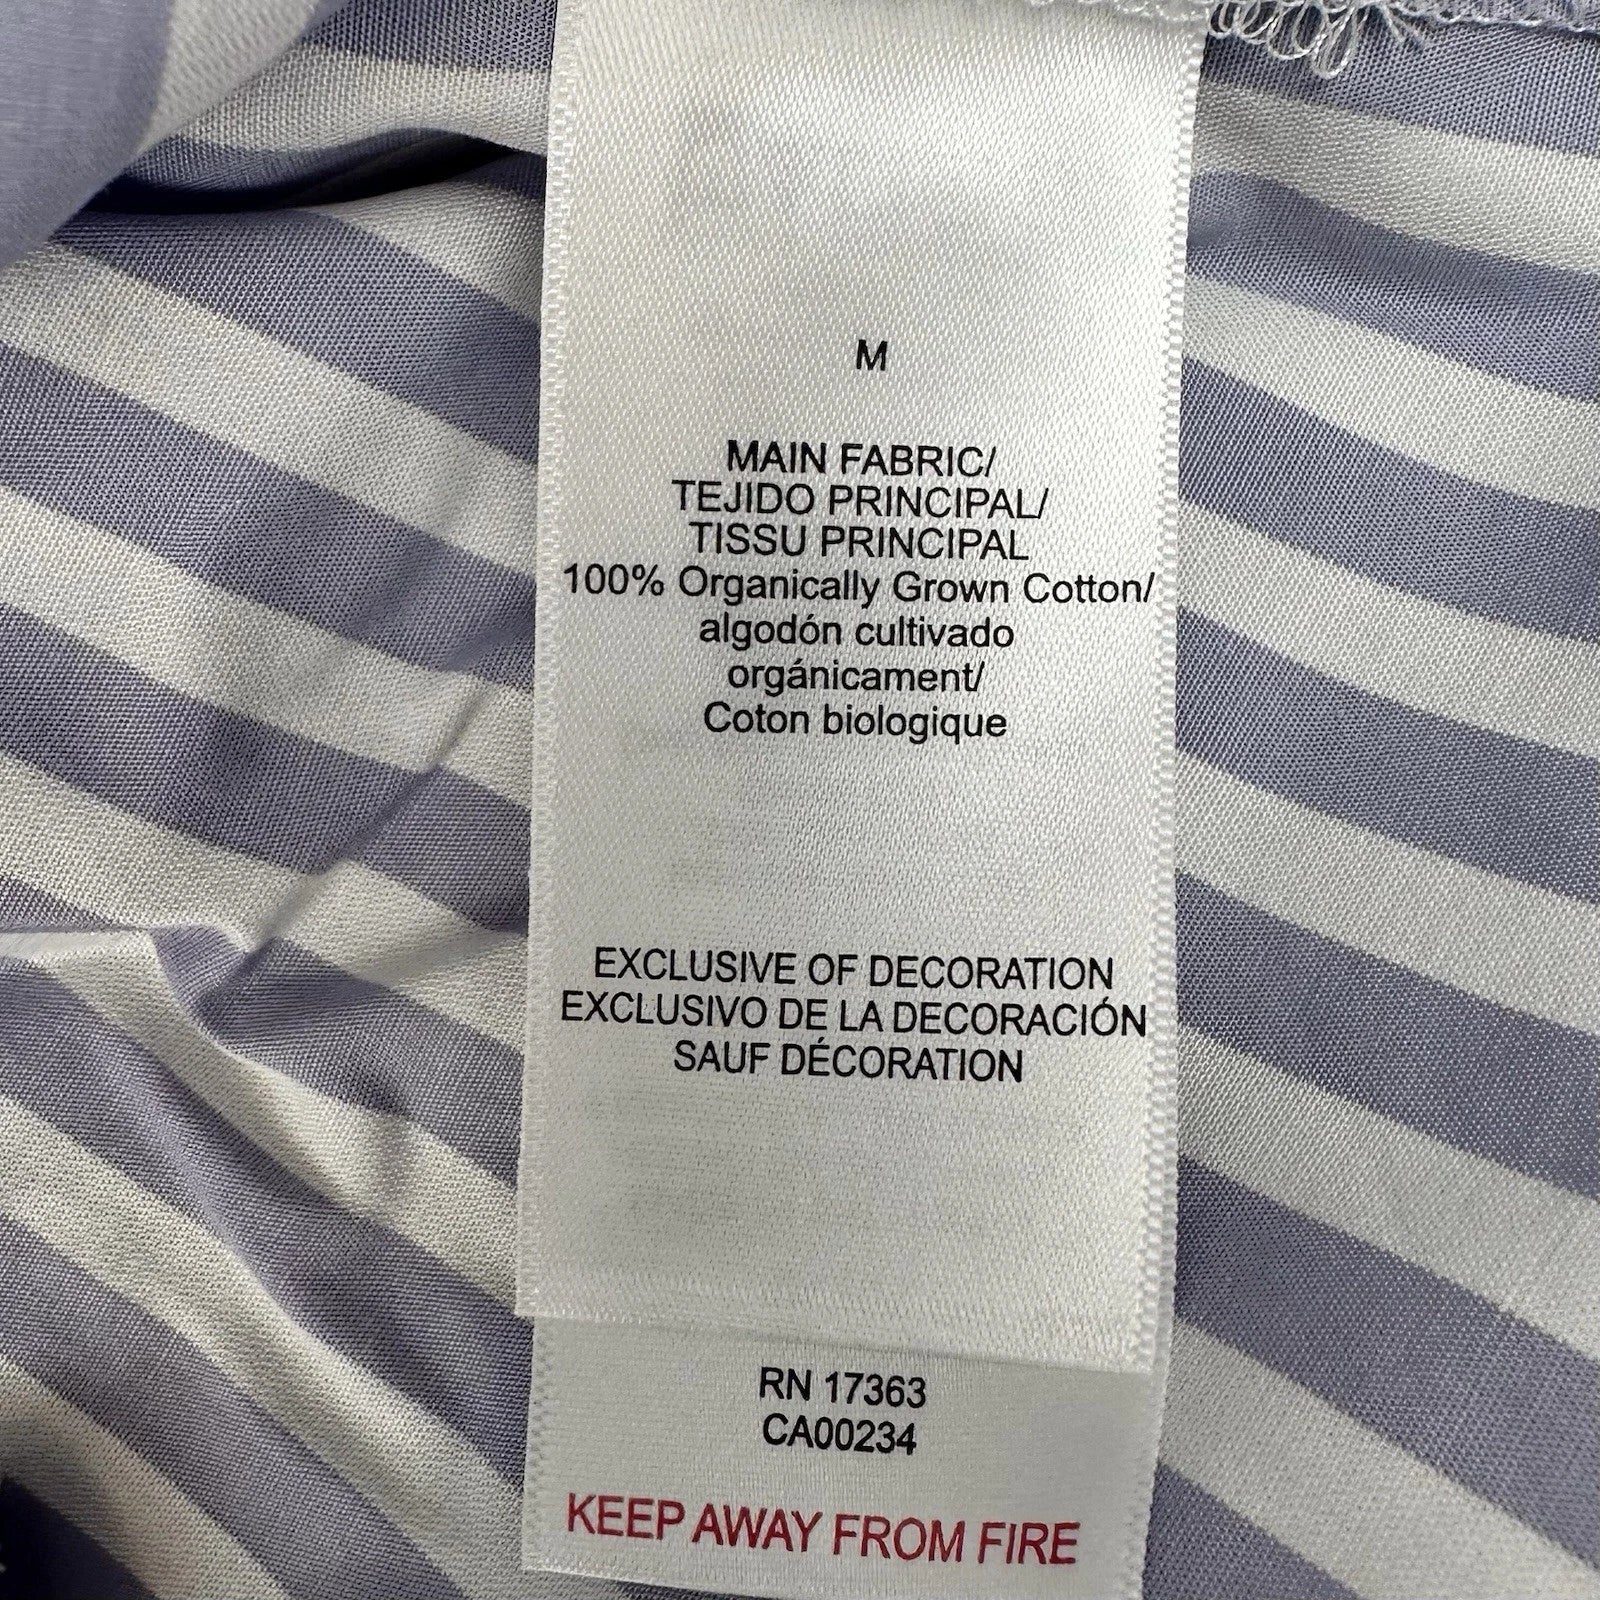 M
MAIN FABRIC/
TEJIDO PRINCIPAL/
TISSU PRINCIPAL
100% Organically Grown Cotton/
algodón cultivado
orgánicament/
Coton biologique
EXCLUSIVE OF DECORATION
EXCLUSIVO DE LA DECORACIÓN
SAUF DÉCORATION
RN 17363
CA00234
KEEP AWAY FROM FIRE